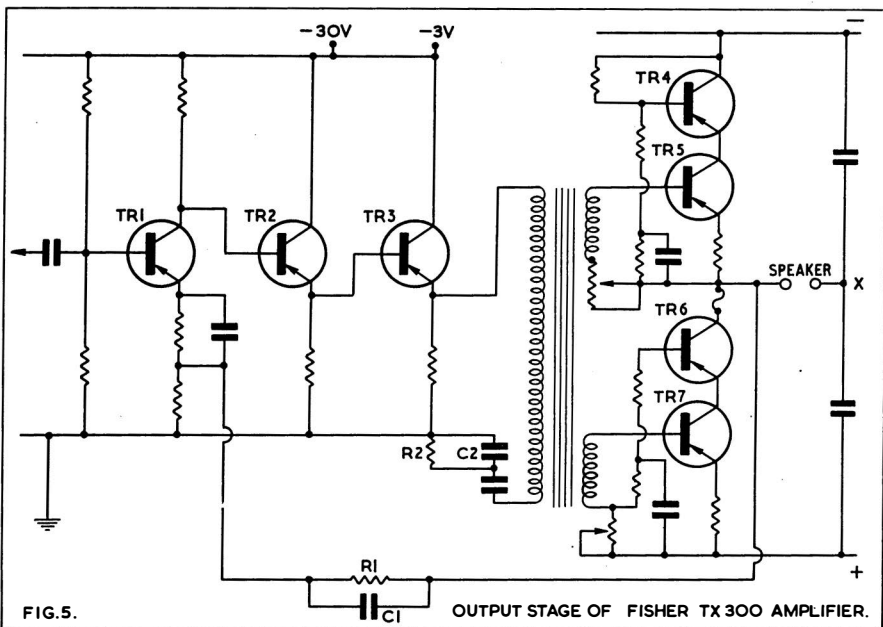 -30V
-3V
−
TR4
TR5
TR1
TR2
TR3
SPEAKER
X
TR6
TR7
R2
C2
+
R1
C1
FIG.5.
OUTPUT STAGE OF FISHER TX300 AMPLIFIER.